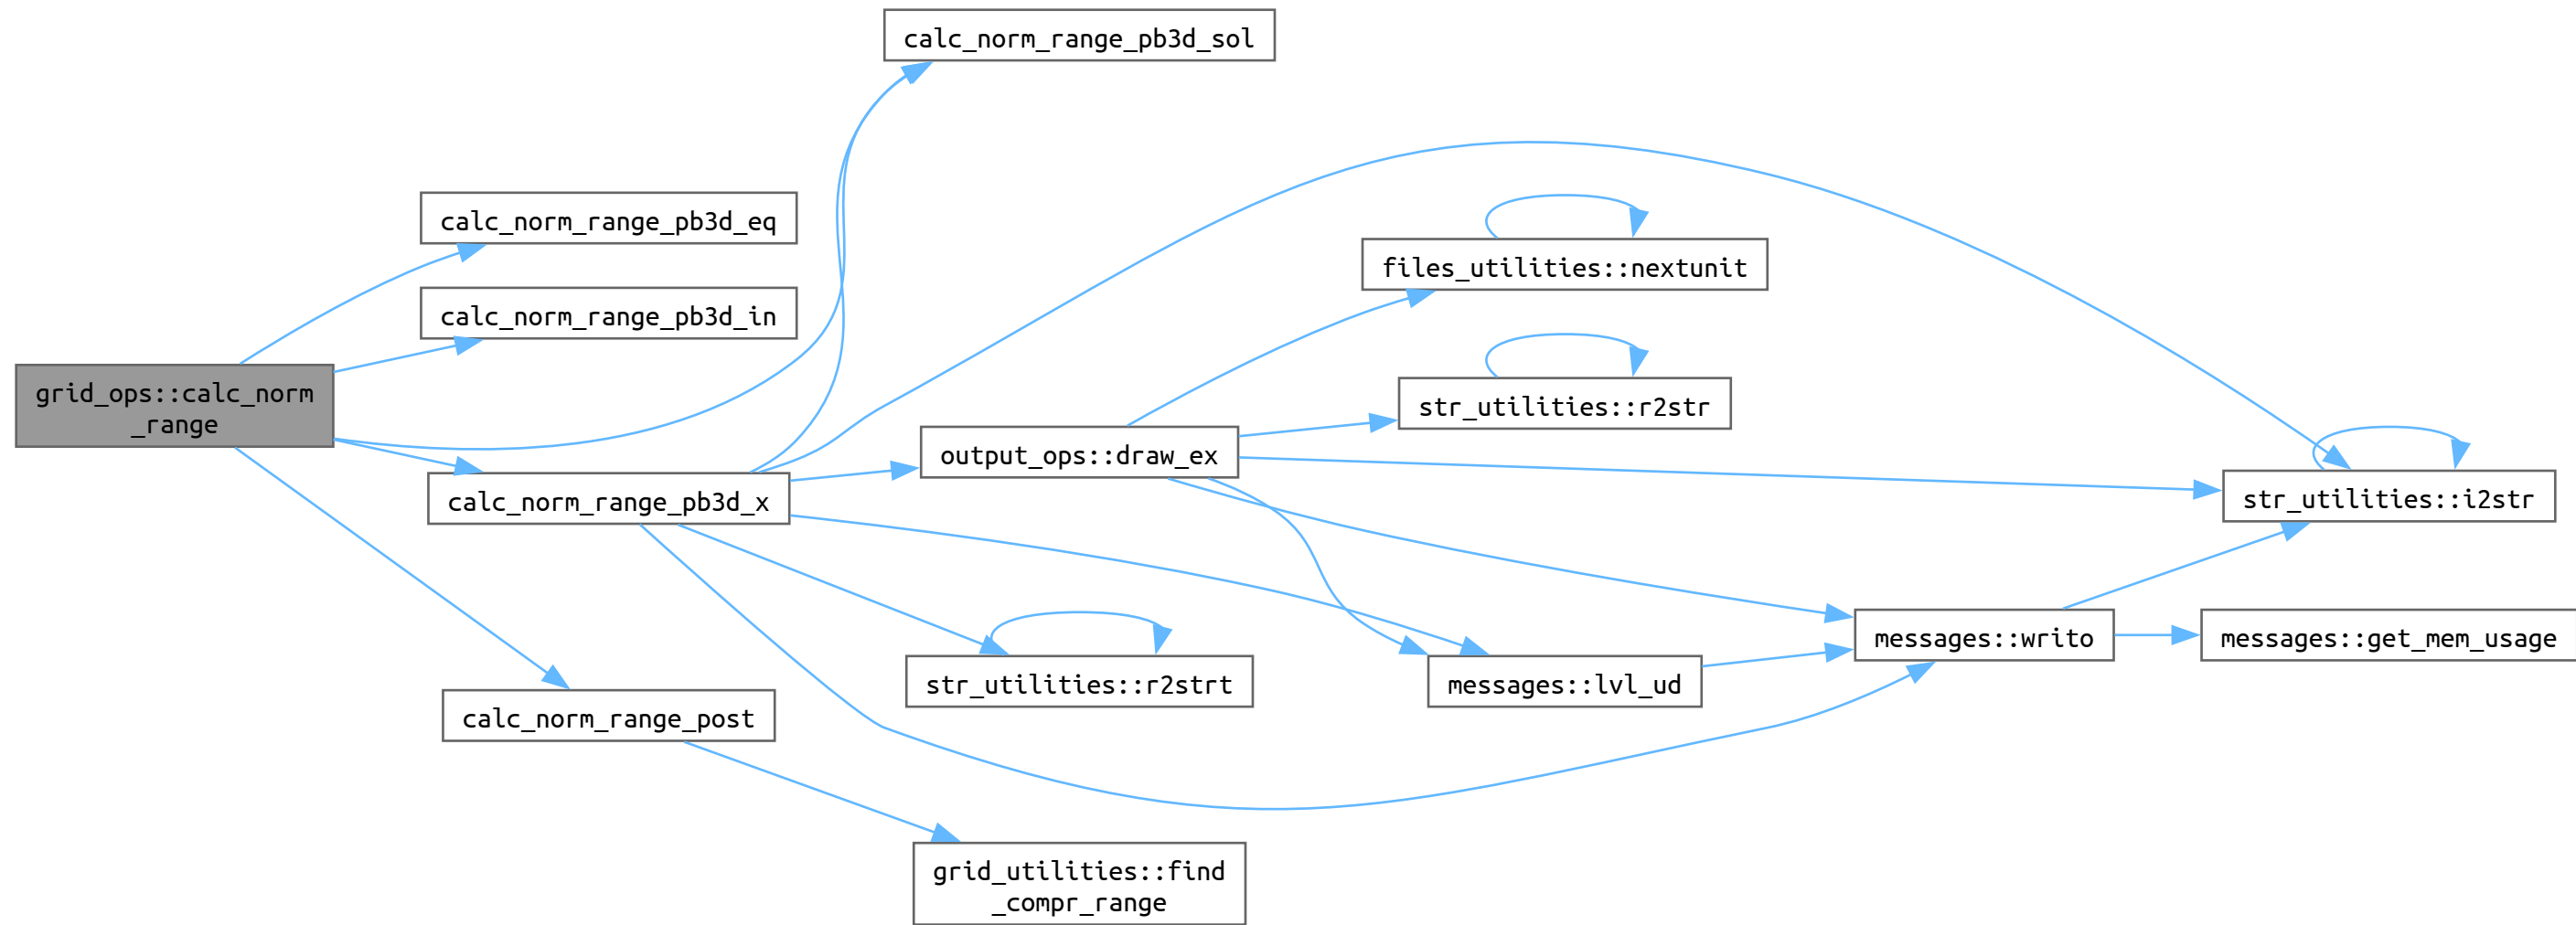 calc_norm_range_pb3d_sol
calc_norm_range_pb3d_eq
files_utilities::nextunit
calc_norm_range_pb3d_in
grid_ops::calc_norm
_range
str_utilities::r2str
output_ops::draw_ex
calc_norm_range_pb3d_x
str_utilities::i2str
messages::writo
messages::get_mem_usage
str_utilities::r2strt
messages::lvl_ud
calc_norm_range_post
grid_utilities::find
_compr_range